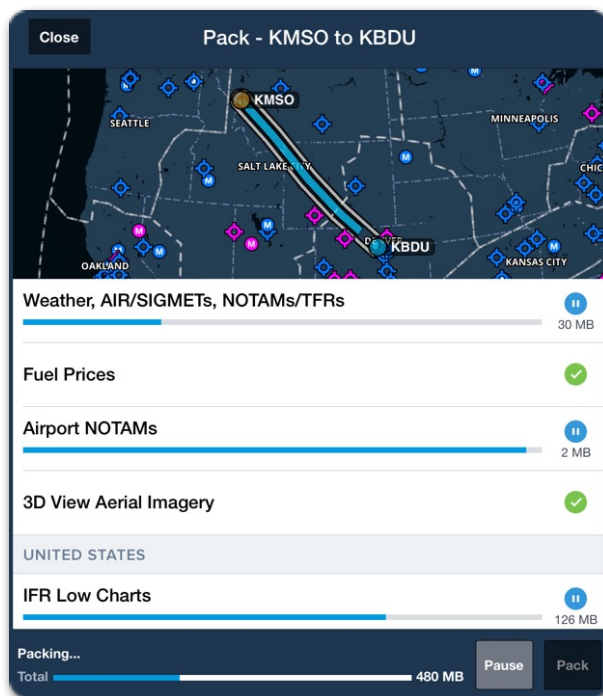 Close
Pack - KMSO to KBDU
M
M
KMSO
SEATTLE
MINNEAPOLIS
M
M
M
SALT LAKE CITY
CHIC
M
M
M
M
M
M
KBDU
OAKLAND
KANSAS CITY
Weather, AIR/SIGMETs, NOTAMs/TFRs
30 MB
Fuel Prices
Airport NOTAMs
2 MB
3D View Aerial Imagery
UNITED STATES
IFR Low Charts
126 MB
Packing...
Total
480 MB
Pause
Pack